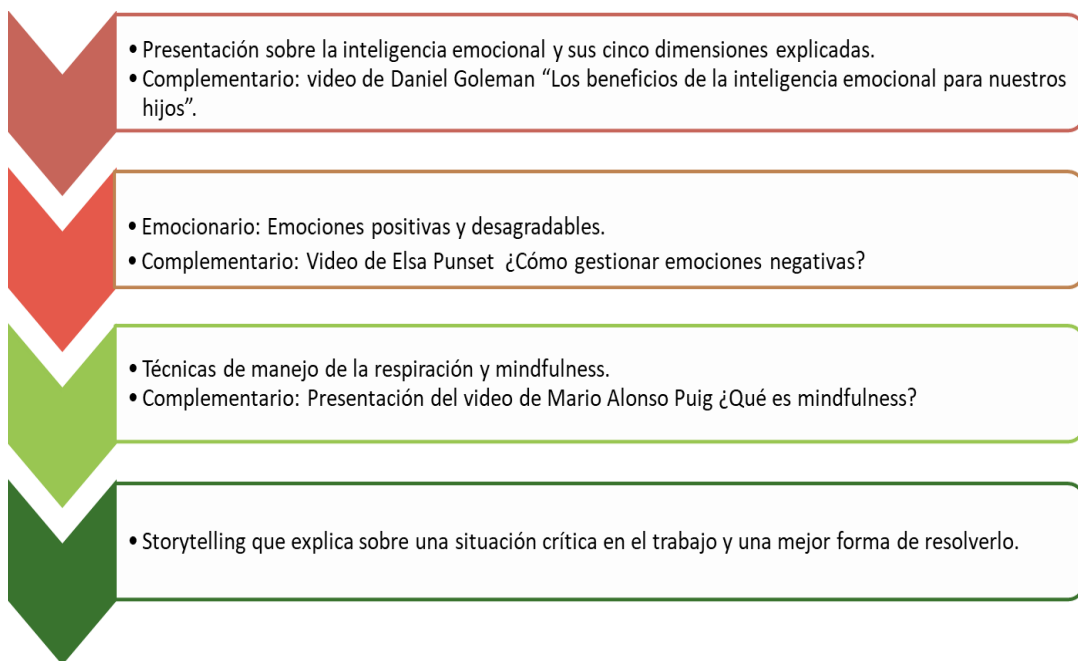 • Presentación sobre la inteligencia emocional y sus cinco dimensiones explicadas.
• Complementario: video de Daniel Goleman “Los beneficios de la inteligencia emocional para nuestros
hijos”.
• Emocionario: Emociones positivas y desagradables.
• Complementario: Video de Elsa Punset ¿Cómo gestionar emociones negativas?
• Técnicas de manejo de la respiración y mindfulness.
• Complementario: Presentación del video de Mario Alonso Puig ¿Qué es mindfulness?
• Storytelling que explica sobre una situación crítica en el trabajo y una mejor forma de resolverlo.